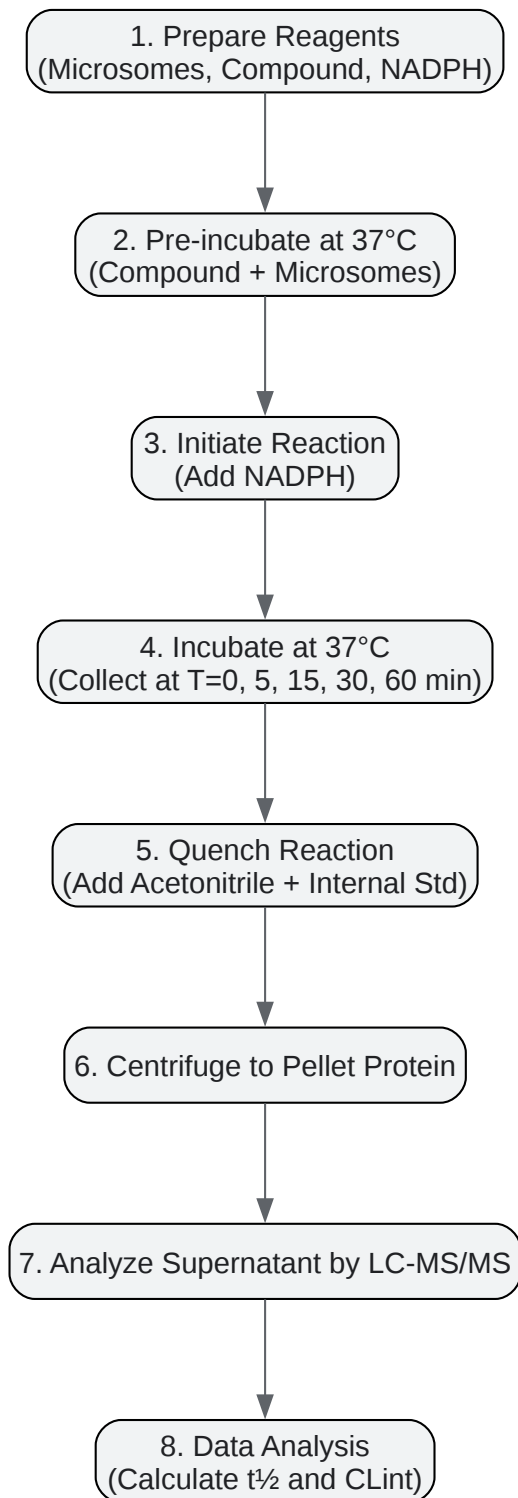 1. Prepare Reagents
(Microsomes, Compound, NADPH)
2. Pre-incubate at 37°C
(Compound + Microsomes)
3. Initiate Reaction
(Add NADPH)
4. Incubate at 37°C
(Collect at T=0, 5, 15, 30, 60 min)
5. Quench Reaction
(Add Acetonitrile + Internal Std)
6. Centrifuge to Pellet Protein
7. Analyze Supernatant by LC-MS/MS
8. Data Analysis
(Calculate t½ and CLint)